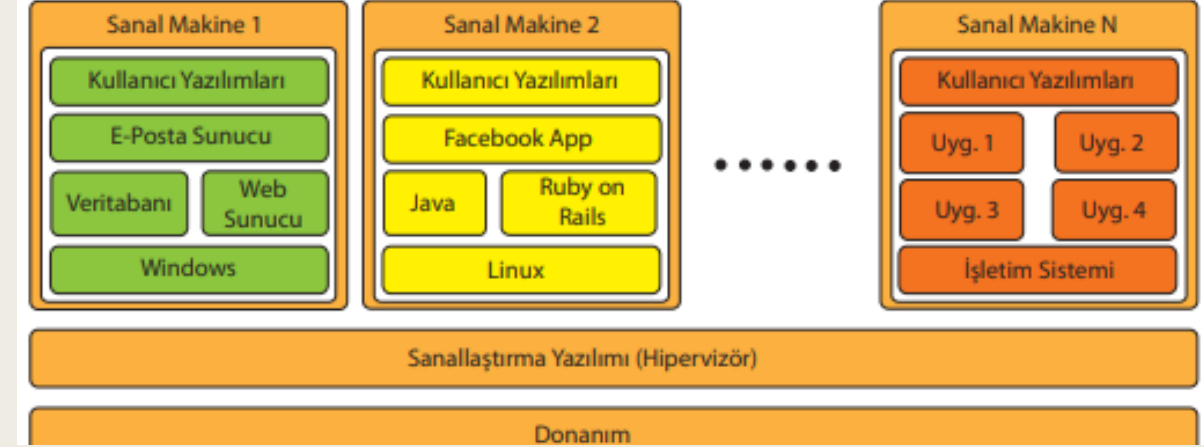 Sanal Makine 1
Kullanıcı Yazılımları
E-Posta Sunucu
Veritabanı
Web
Sunucu
Windows
Sanal Makine 2
Kullanıcı Yazılımları
Facebook App
Java
Ruby on
Rails
Linux
Sanal Makine N
Kullanıcı Yazılımları
Uyg. 1
Uyg. 2
Uyg. 3
Uyg. 4
İşletim Sistemi
Sanallaştırma Yazılımı (Hipervizör)
Donanım